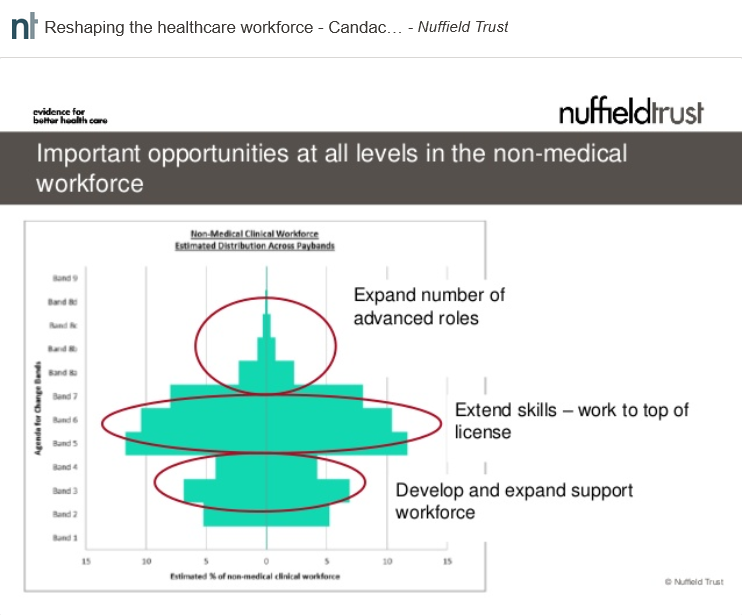 nt Reshaping the healthcare workforce - Candac... - Nuffield Trust
evidence for
better health care
nuffieldtrust
Important opportunities at all levels in the non-medical
workforce
Non-Medical Clinical Workforce
Estimated Distribution Across Paybands
Agenda for Change Bands
Band 9
Band 8d
Band 8c
Band 8b
Band 8a
Band 7
Band 6
Band 5
Band 4
Band 3
Band 2
Band 1
15 10 5 0 5 10 15
Estimated % of non-medical clinical workforce
Expand number of
advanced roles
Extend skills – work to top of
license
Develop and expand support
workforce
© Nuffield Trust